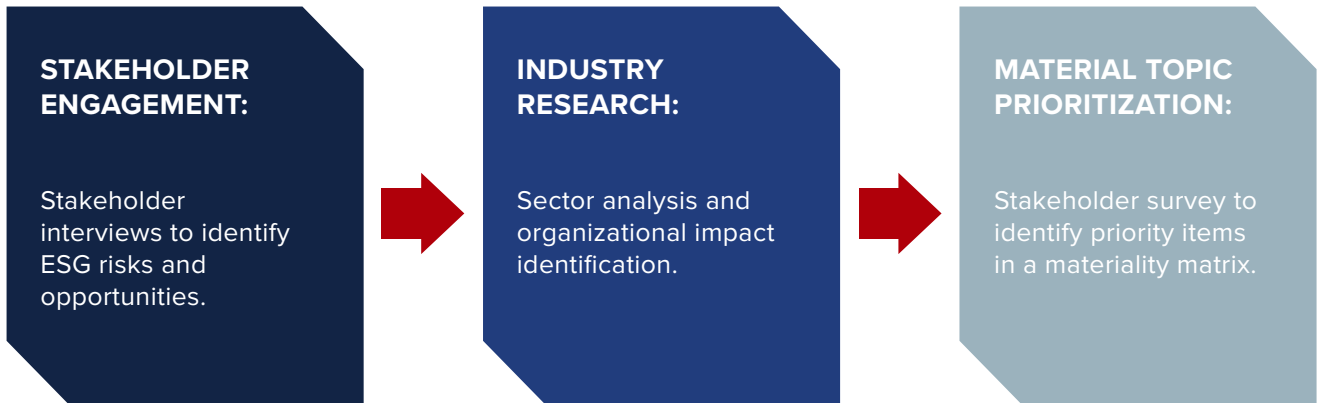 STAKEHOLDER
ENGAGEMENT:
Stakeholder
interviews to identify
ESG risks and
opportunities.
INDUSTRY
RESEARCH:
Sector analysis and
organizational impact
identification.
MATERIAL TOPIC
PRIORITIZATION:
Stakeholder survey to
identify priority items
in a materiality matrix.